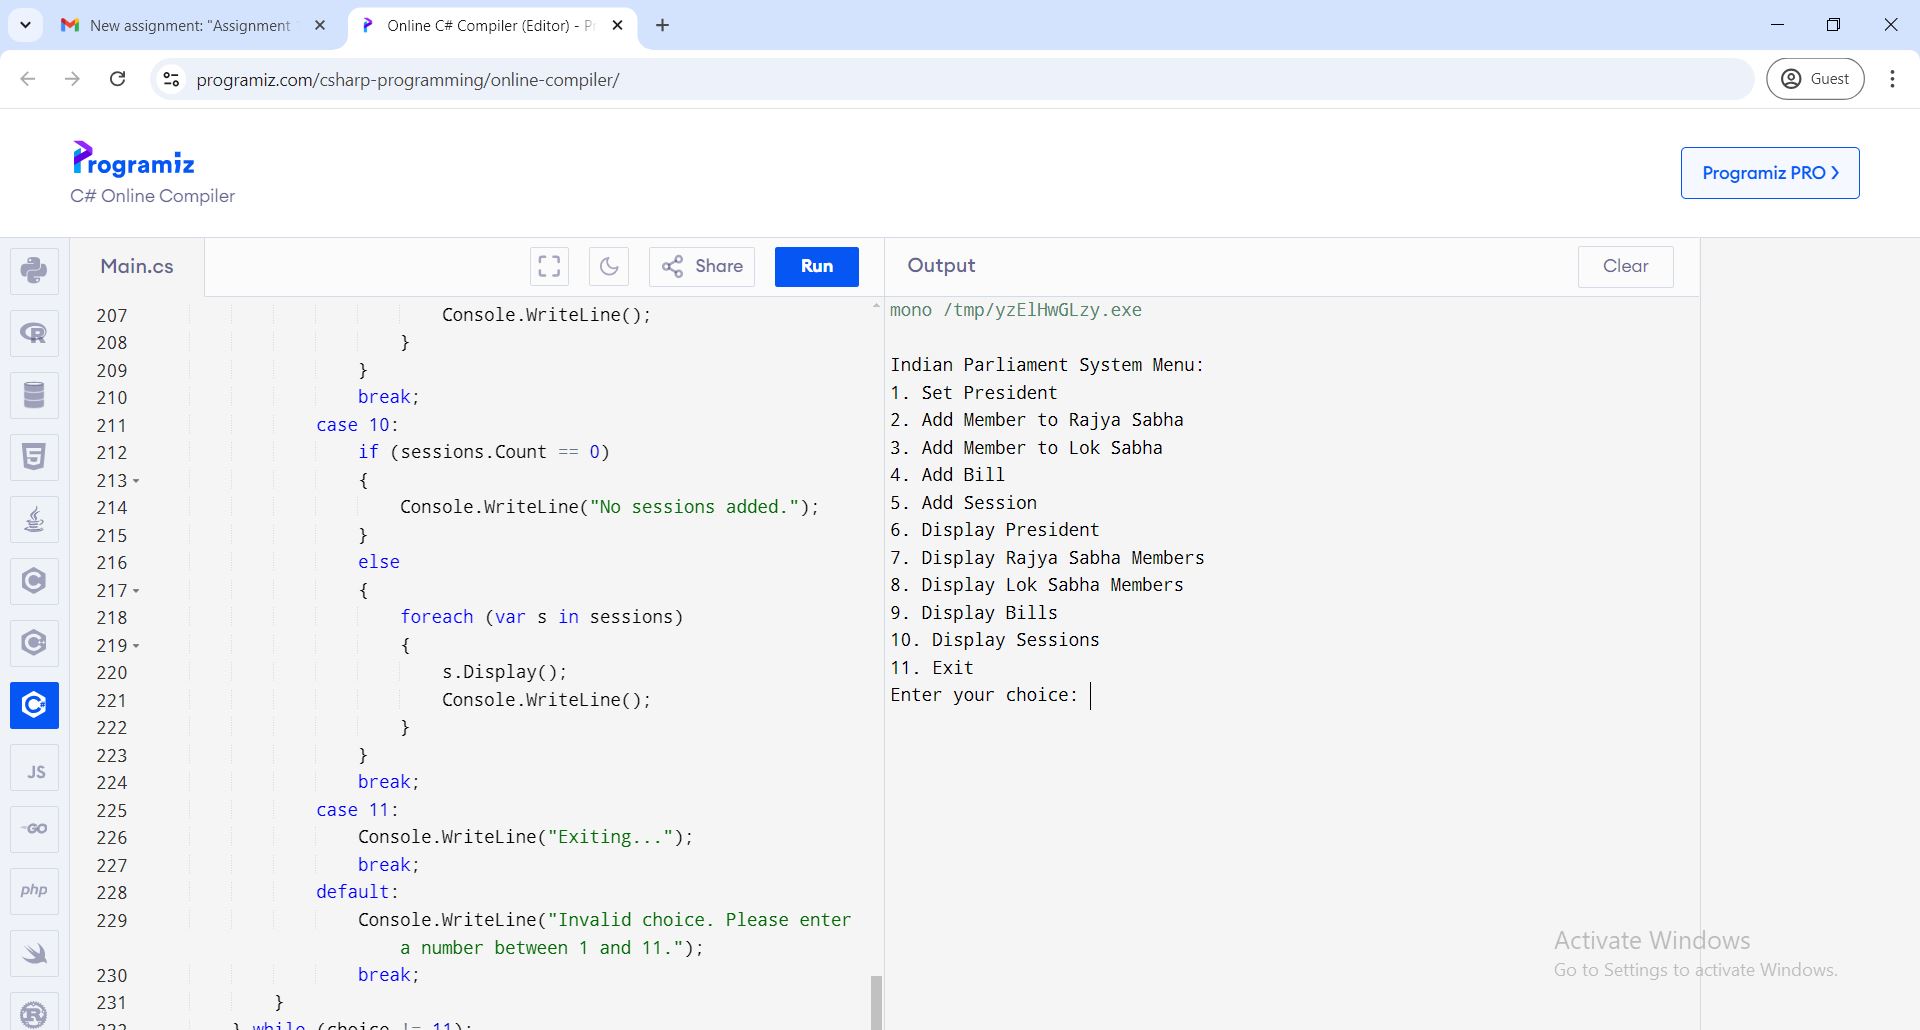 New assignment: "Assignment
Online C# Compiler (Editor) - P
programiz.com/csharp-programming/online-compiler/
Guest
Programiz
C# Online Compiler
Programiz PRO
Main.cs
Share
Run
Output
Clear
207 Console.WriteLine();
208 }
209 }
210 break;
211 case 10:
212 if (sessions.Count == 0)
213 {
214 Console.WriteLine("No sessions added.");
215 }
216 else
217 {
218 foreach (var s in sessions)
219 {
220 s.Display();
221 Console.WriteLine();
222 }
223 }
224 break;
225 case 11:
226 Console.WriteLine("Exiting...");
227 break;
228 default:
229 Console.WriteLine("Invalid choice. Please enter
a number between 1 and 11.");
230 break;
231 }
232 } while (choice != 11);
mono /tmp/yzElHwGLzy.exe
Indian Parliament System Menu:
1. Set President
2. Add Member to Rajya Sabha
3. Add Member to Lok Sabha
4. Add Bill
5. Add Session
6. Display President
7. Display Rajya Sabha Members
8. Display Lok Sabha Members
9. Display Bills
10. Display Sessions
11. Exit
Enter your choice:
R
5
C
C
C
JS
GO
php
R
Activate Windows
Go to Settings to activate Windows.